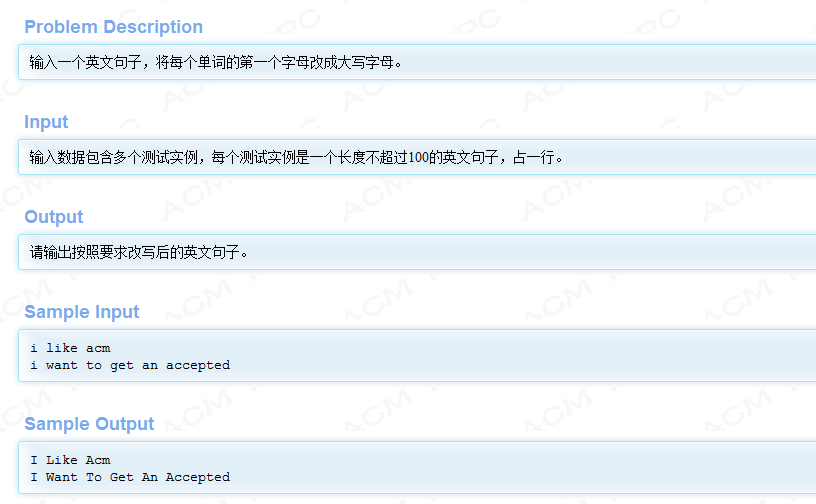 Problem Description
输入一个英文句子，将每个单词的第一个字母改成大写字母。
Input
输入数据包含多个测试实例，每个测试实例是一个长度不超过100的英文句子，占一行。
Output
请输出按照要求改写后的英文句子。
Sample Input
i like acm
i want to get an accepted
Sample Output
I Like Acm
I Want To Get An Accepted